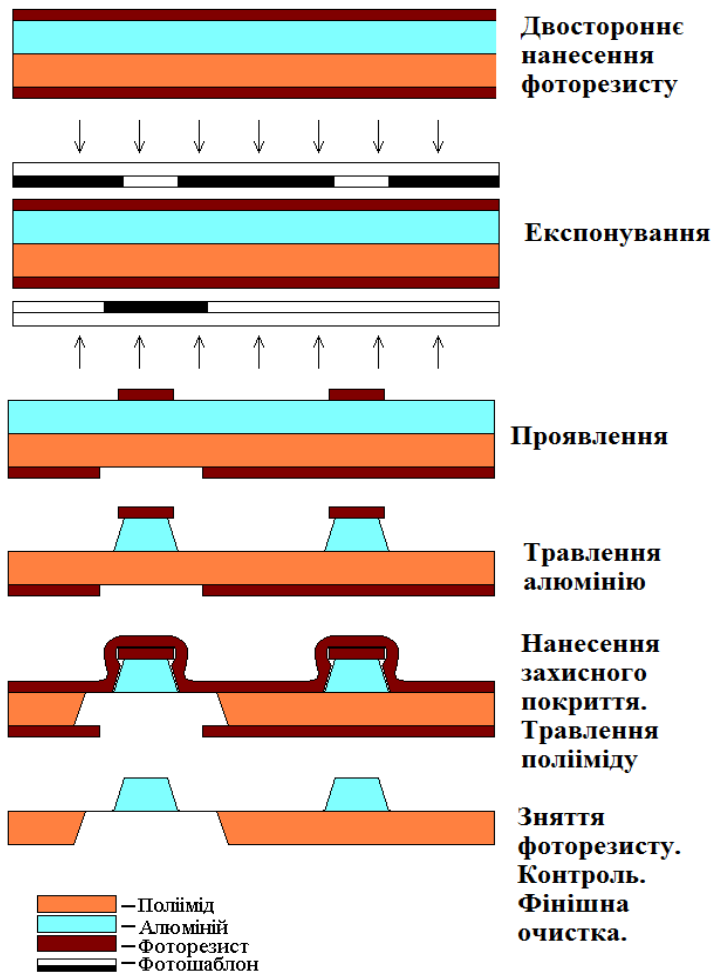 Двостороннє
нанесення
фоторезисту
Експонування
Проявлення
Травлення
алюмінію
Нанесення
захисного
покриття.
Травлення
полііміду
Зняття
фоторезисту.
Контроль.
Фінішна
очистка.
Поліімід
Алюміній
Фоторезист
Фотошаблон